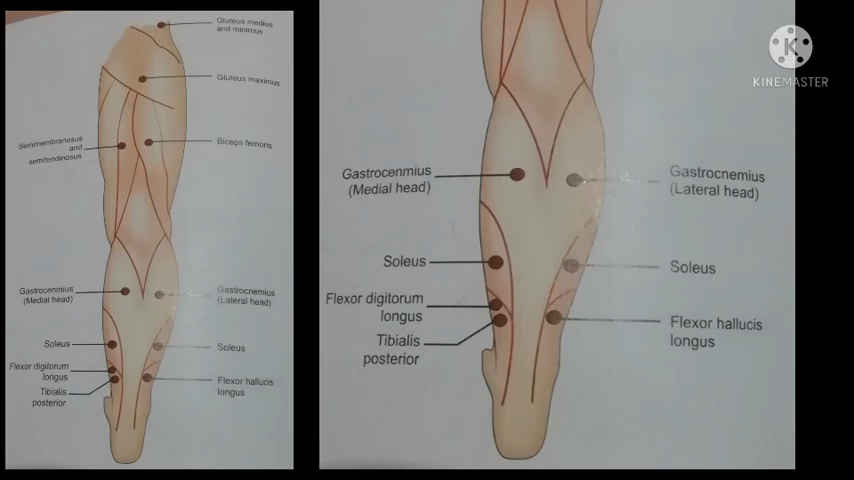 Gluteus medius
and minimus
Gluteus maximus
Semimembranosus
and
semitendinosus
Biceps femoris
Gastrocenmius
(Medial head)
Gastrocnemius
(Lateral head)
Soleus
Soleus
Flexor digitorum
longus
Tibialis
posterior
Flexor hallucis
longus
K
KINEMASTER
Gastrocenmius
(Medial head)
Gastrocnemius
(Lateral head)
Soleus
Soleus
Flexor digitorum
longus
Tibialis
posterior
Flexor hallucis
longus